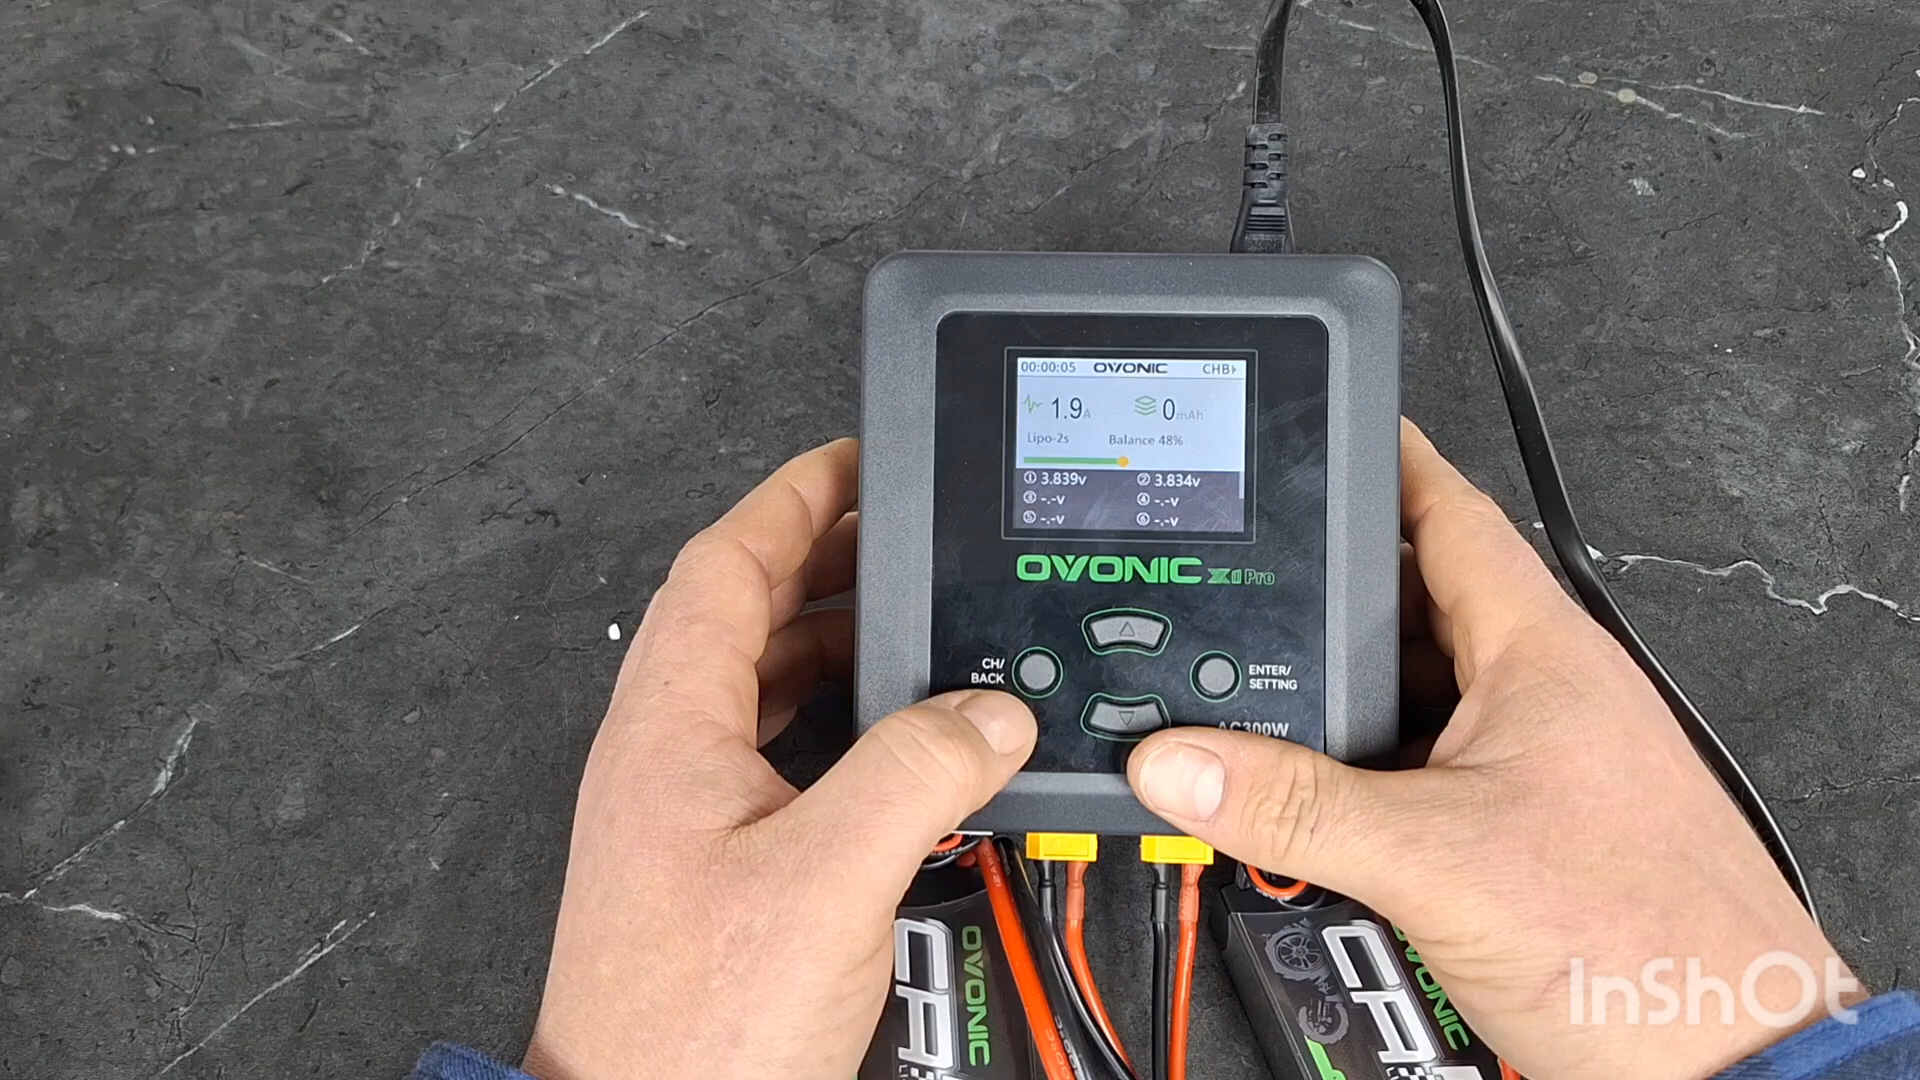 00:00:05 OVONIC CHB
1.9A 0mAh
Lipo-2s Balance 48%
① 3.839v ② 3.834v
③ -.-v ④ -.-v
⑤ -.-v ⑥ -.-v
OVONIC X1 Pro
CH/
BACK
ENTER/
SETTING
AC300W
OVONIC
OVONIC
InShOt